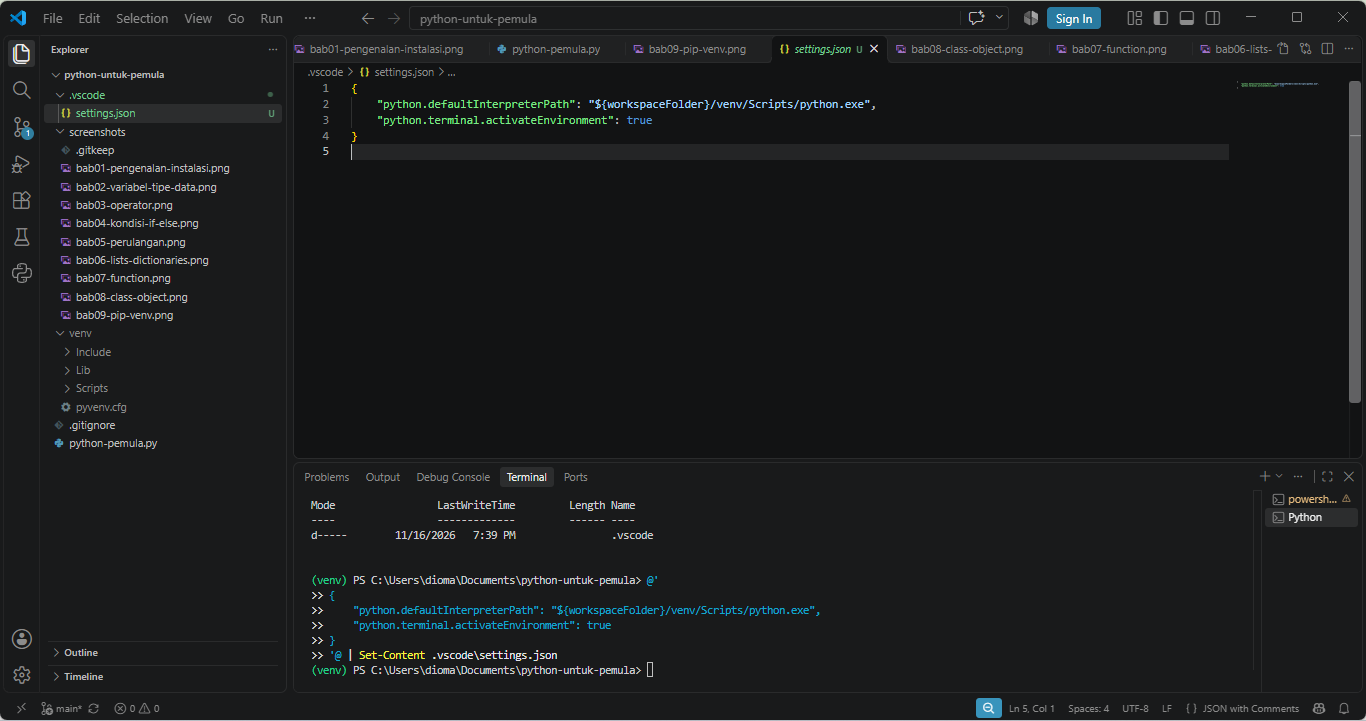 File Edit Selection View Go Run ··· python-untuk-pemula Sign In
Explorer ···
python-untuk-pemula
.vscode
{} settings.json U
screenshots
.gitkeep
bab01-pengenalan-instalasi.png
bab02-variabel-tipe-data.png
bab03-operator.png
bab04-kondisi-if-else.png
bab05-perulangan.png
bab06-lists-dictionaries.png
bab07-function.png
bab08-class-object.png
bab09-pip-venv.png
venv
Include
Lib
Scripts
pyvenv.cfg
.gitignore
python-pemula.py
Outline
Timeline
bab01-pengenalan-instalasi.png python-pemula.py bab09-pip-venv.png {} settings.json U bab08-class-object.png bab07-function.png bab06-lists-
.vscode > {} settings.json > ...
1 {
2     "python.defaultInterpreterPath": "${workspaceFolder}/venv/Scripts/python.exe",
3     "python.terminal.activateEnvironment": true
4 }
5
Problems Output Debug Console Terminal Ports
Mode LastWriteTime Length Name
---- ------------- ------ ----
d----- 11/16/2026 7:39 PM .vscode
(venv) PS C:\Users\dioma\Documents\python-untuk-pemula> @'
>> {
>>     "python.defaultInterpreterPath": "${workspaceFolder}/venv/Scripts/python.exe",
>>     "python.terminal.activateEnvironment": true
>> }
>> '@ | Set-Content .vscode\settings.json
(venv) PS C:\Users\dioma\Documents\python-untuk-pemula>
powersh...
Python
1
main* 0 0 Ln 5, Col 1 Spaces: 4 UTF-8 LF {} JSON with Comments